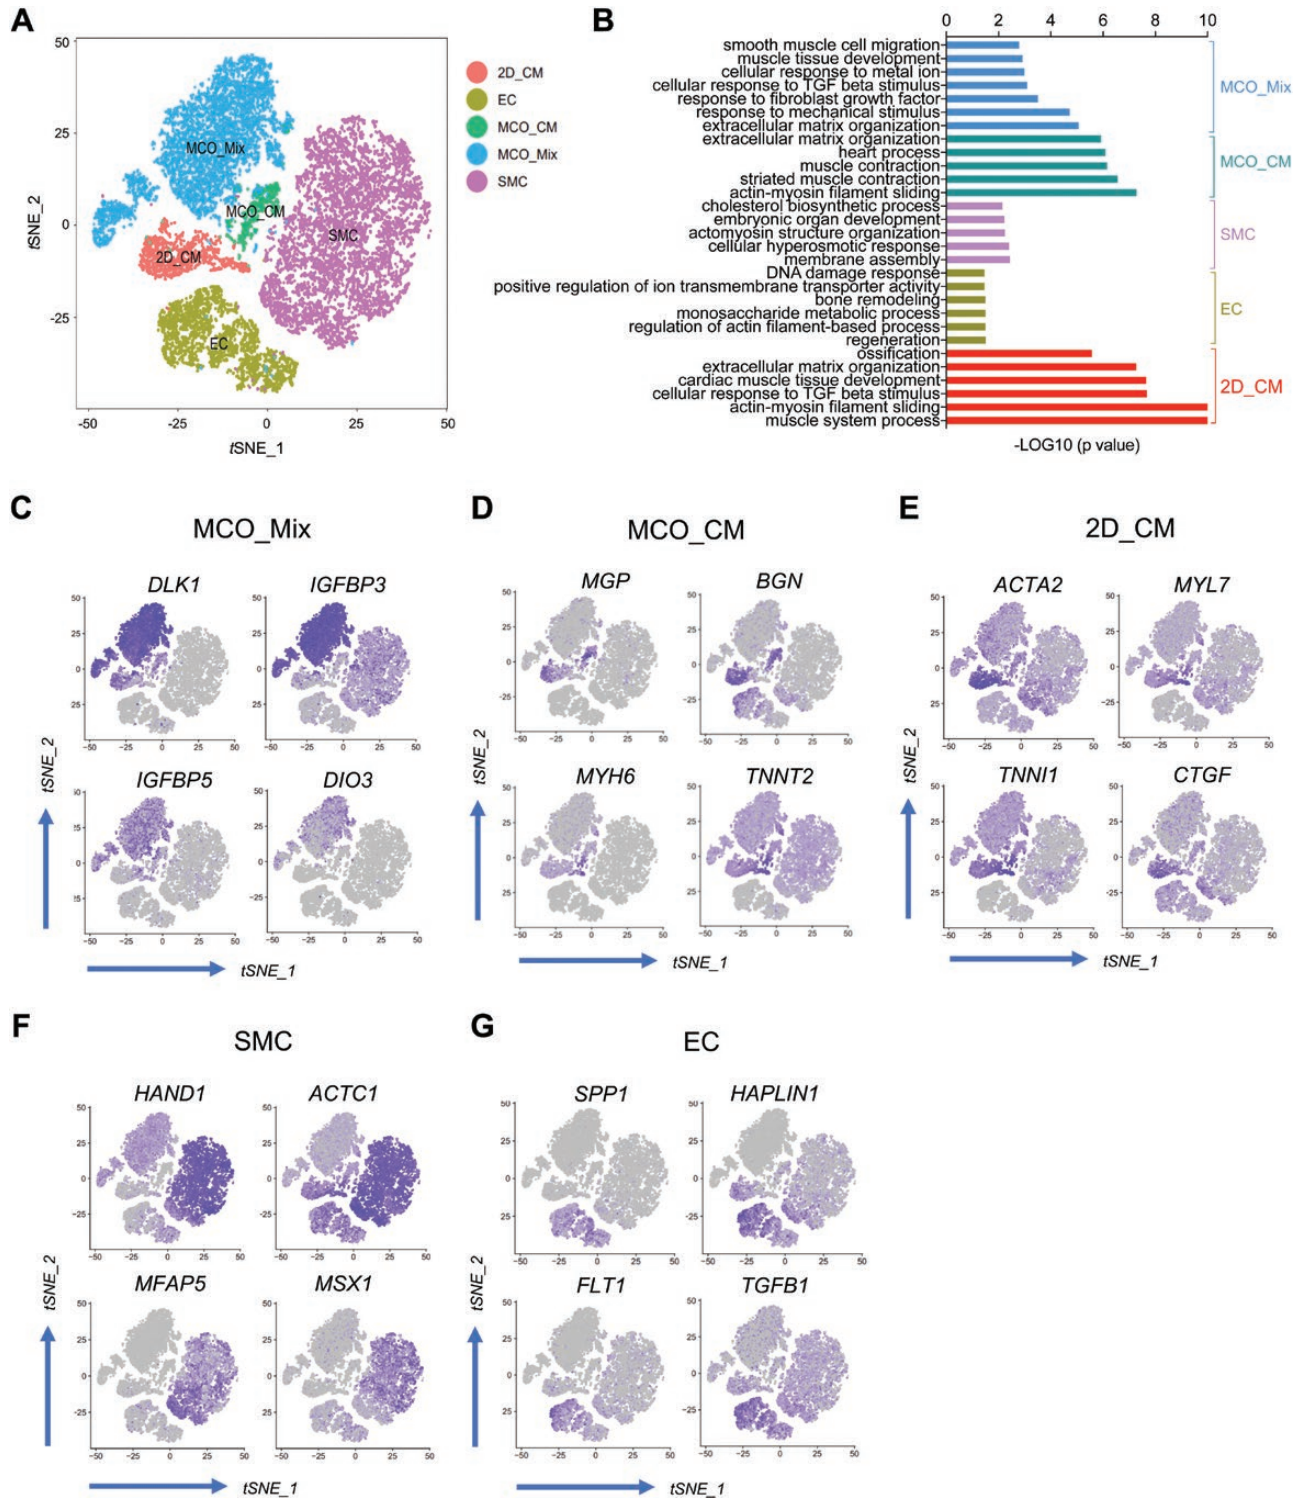 A
50
25
0
-25
tSNE_2
-50 -25 0 25 50
tSNE_1
MCO_Mix
MCO_CM
2D_CM
SMC
EC
2D_CM
EC
MCO_CM
MCO_Mix
SMC
B
0 2 4 6 8 10
smooth muscle cell migration
muscle tissue development
cellular response to metal ion
cellular response to TGF beta stimulus
response to fibroblast growth factor
response to mechanical stimulus
extracellular matrix organization
extracellular matrix organization
heart process
muscle contraction
striated muscle contraction
actin-myosin filament sliding
cholesterol biosynthetic process
embryonic organ development
actomyosin structure organization
cellular hyperosmotic response
membrane assembly
DNA damage response
positive regulation of ion transmembrane transporter activity
bone remodeling
monosaccharide metabolic process
regulation of actin filament-based process
regeneration
ossification
extracellular matrix organization
cardiac muscle tissue development
cellular response to TGF beta stimulus
actin-myosin filament sliding
muscle system process
MCO_Mix
MCO_CM
SMC
EC
2D_CM
-LOG10 (p value)
C
MCO_Mix
DLK1
IGFBP3
IGFBP5
DIO3
tSNE_2
tSNE_1
D
MCO_CM
MGP
BGN
MYH6
TNNT2
tSNE_2
tSNE_1
E
2D_CM
ACTA2
MYL7
TNNI1
CTGF
tSNE_2
tSNE_1
F
SMC
HAND1
ACTC1
MFAP5
MSX1
tSNE_2
tSNE_1
G
EC
SPP1
HAPLIN1
FLT1
TGFB1
tSNE_2
tSNE_1